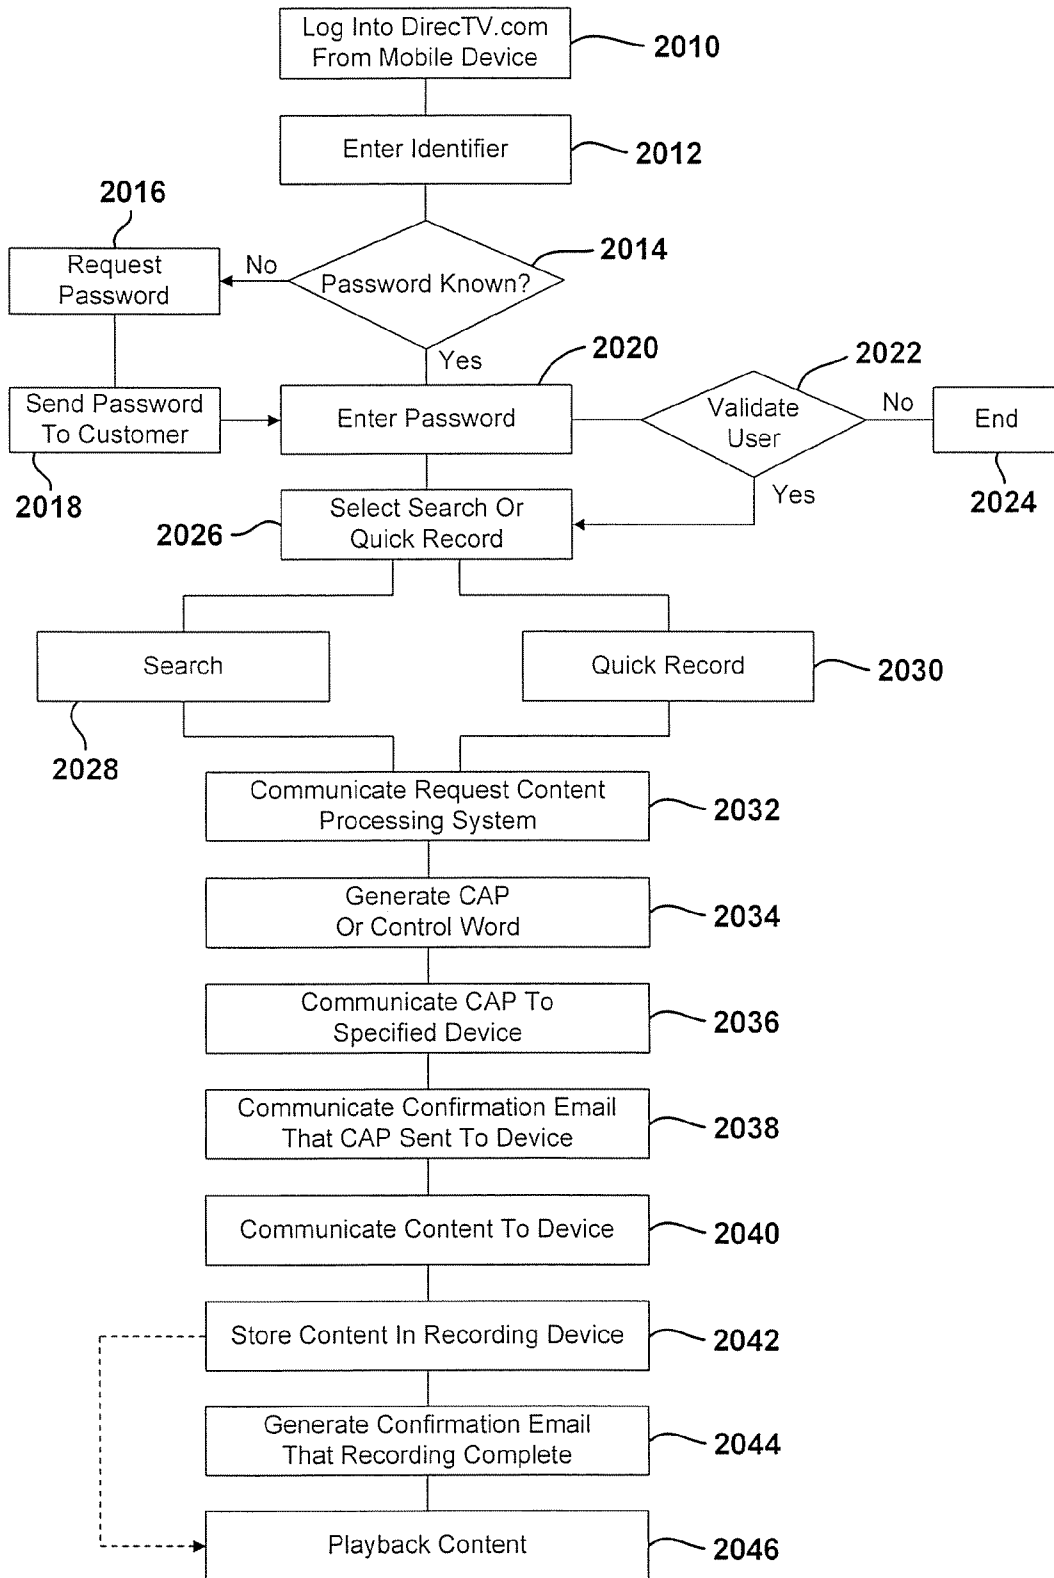 Log Into DirecTV.com
From Mobile Device
2010
Enter Identifier
2012
2016
Request
Password
No
Password Known?
2014
Yes
2020
2022
Send Password
To Customer
2018
Enter Password
Validate
User
No
End
2024
Yes
2026
Select Search Or
Quick Record
Search
2028
Quick Record
2030
Communicate Request Content
Processing System
2032
Generate CAP
Or Control Word
2034
Communicate CAP To
Specified Device
2036
Communicate Confirmation Email
That CAP Sent To Device
2038
Communicate Content To Device
2040
Store Content In Recording Device
2042
Generate Confirmation Email
That Recording Complete
2044
Playback Content
2046